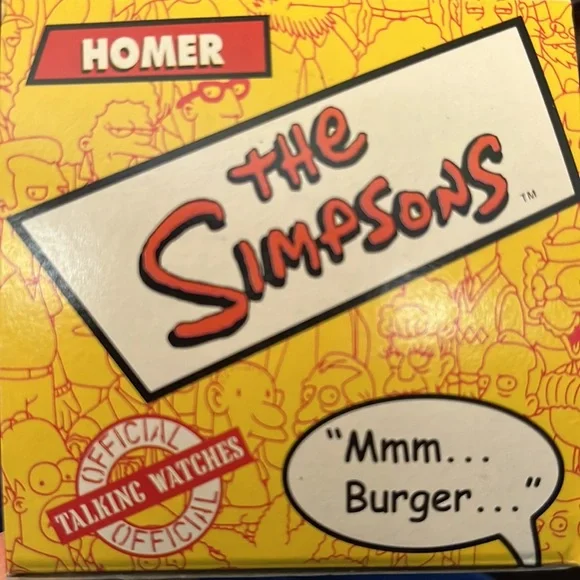 HOMER
THE
SIMPSONS
TM
OFFICIAL
TALKING WATCHES
OFFICIAL
"Mmm...
Burger..."